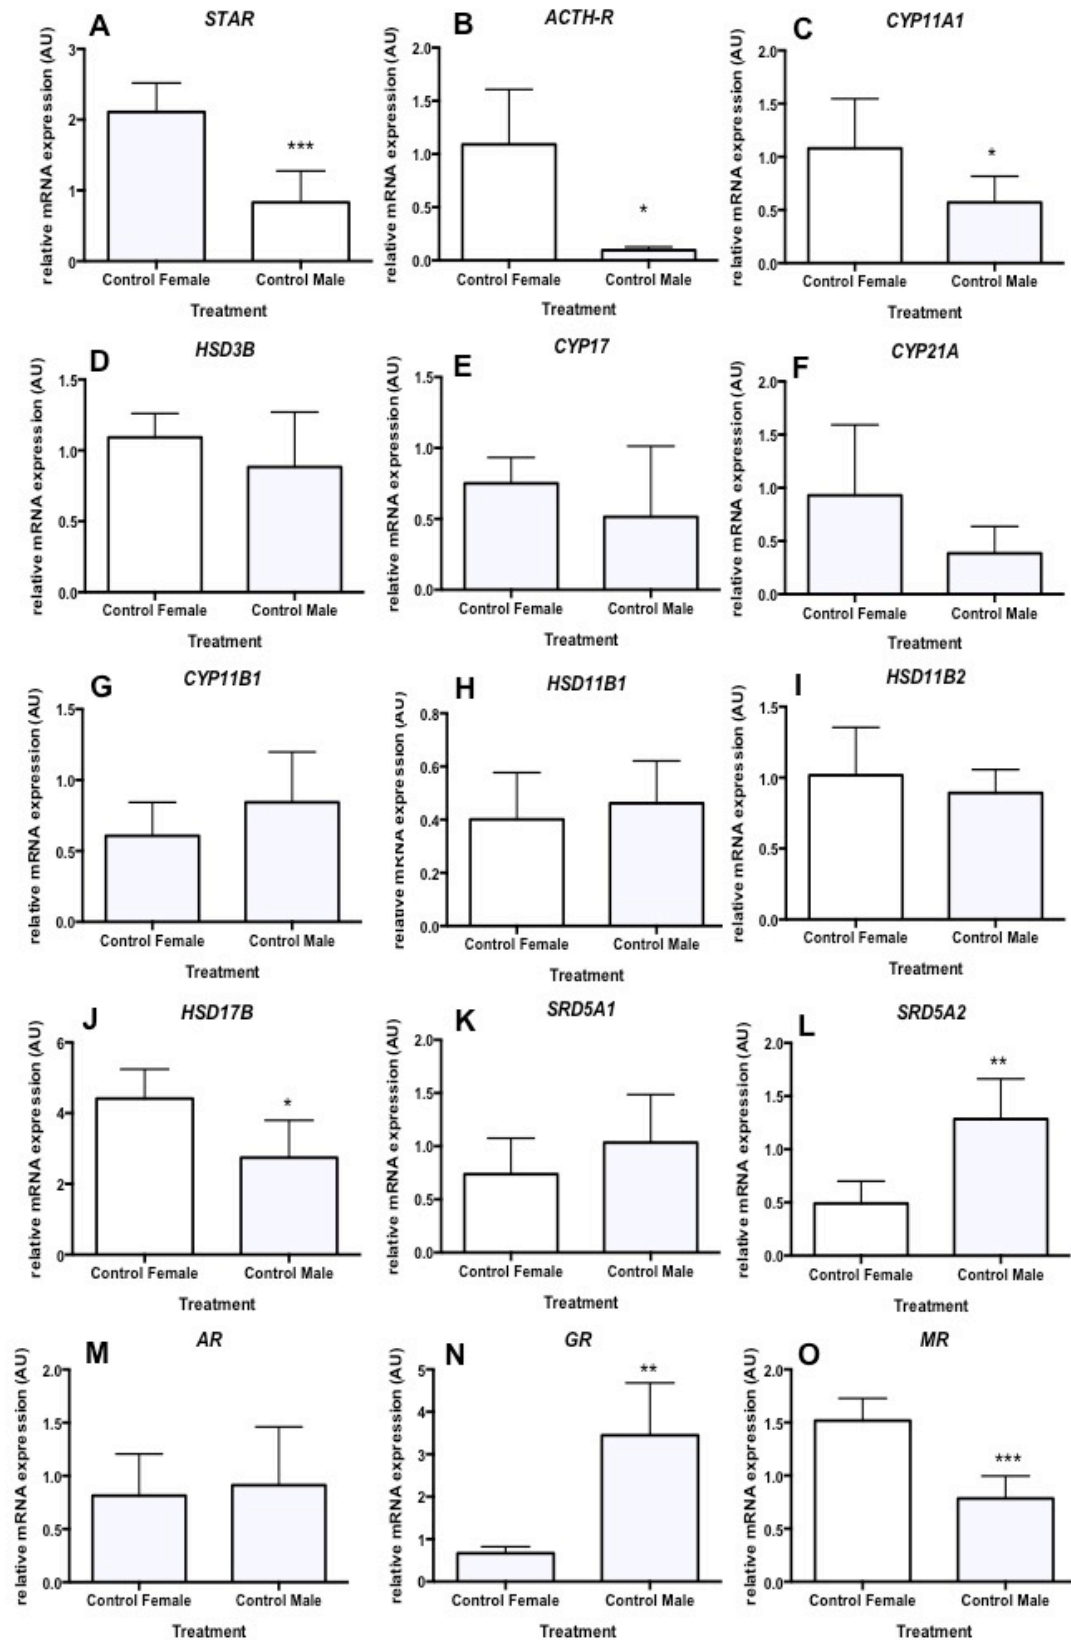 A STAR
relative mRNA expression (AU)
3
2
1
0
***
Control Female Control Male
Treatment
B ACTH-R
relative mRNA expression (AU)
2.0
1.5
1.0
0.5
0.0
*
Control Female Control Male
Treatment
C CYP11A1
relative mRNA expression (AU)
2.0
1.5
1.0
0.5
0.0
*
Control Female Control Male
Treatment
D HSD3B
relative mRNA expression (AU)
1.5
1.0
0.5
0.0
Control Female Control Male
Treatment
E CYP17
relative mRNA expression (AU)
1.5
1.0
0.5
0.0
Control Female Control Male
Treatment
F CYP21A
relative mRNA expression (AU)
2.0
1.5
1.0
0.5
0.0
Control Female Control Male
Treatment
G CYP11B1
relative mRNA expression (AU)
1.5
1.0
0.5
0.0
Control Female Control Male
Treatment
H HSD11B1
relative mRNA expression (AU)
0.8
0.6
0.4
0.2
0.0
Control Female Control Male
Treatment
I HSD11B2
relative mRNA expression (AU)
1.5
1.0
0.5
0.0
Control Female Control Male
Treatment
J HSD17B
relative mRNA expression (AU)
6
4
2
0
*
Control Female Control Male
Treatment
K SRD5A1
relative mRNA expression (AU)
2.0
1.5
1.0
0.5
0.0
Control Female Control Male
Treatment
L SRD5A2
relative mRNA expression (AU)
2.0
1.5
1.0
0.5
0.0
**
Control Female Control Male
Treatment
M AR
relative mRNA expression (AU)
2.0
1.5
1.0
0.5
0.0
Control Female Control Male
Treatment
N GR
relative mRNA expression (AU)
5
4
3
2
1
0
**
Control Female Control Male
Treatment
O MR
relative mRNA expression (AU)
2.0
1.5
1.0
0.5
0.0
***
Control Female Control Male
Treatment